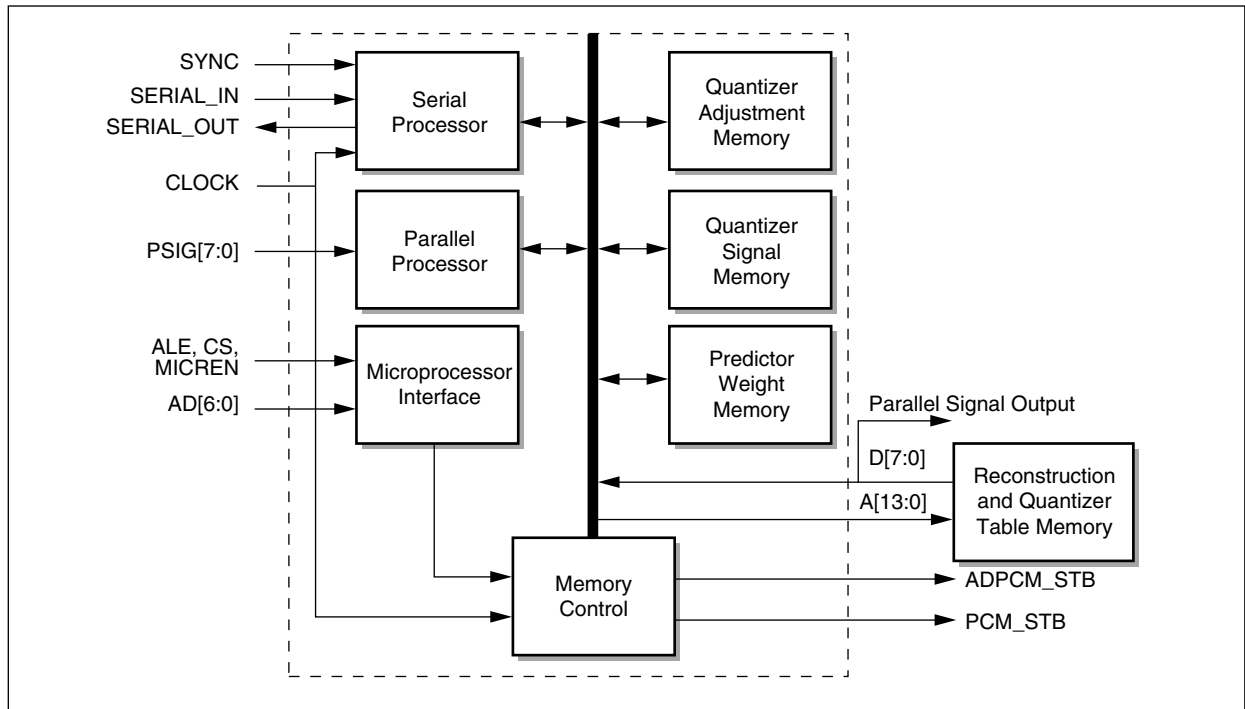 SYNC
SERIAL_IN
SERIAL_OUT
CLOCK
PSIG[7:0]
ALE, CS,
MICREN
AD[6:0]
Serial
Processor
Parallel
Processor
Microprocessor
Interface
Quantizer
Adjustment
Memory
Quantizer
Signal
Memory
Predictor
Weight
Memory
Parallel Signal Output
D[7:0]
A[13:0]
Reconstruction
and Quantizer
Table Memory
Memory
Control
ADPCM_STB
PCM_STB